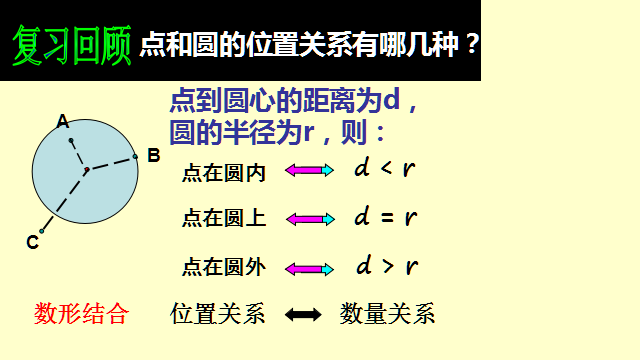 复习回顾 点和圆的位置关系有哪几种？
点到圆心的距离为d，
圆的半径为r，则：
A
B
C
点在圆内 d < r
点在圆上 d = r
点在圆外 d > r
数形结合 位置关系 数量关系